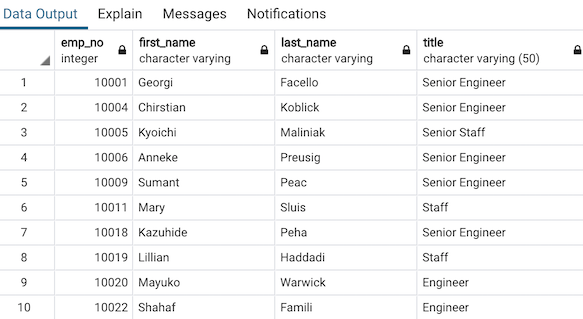 Data Output Explain Messages Notifications
emp_no first_name last_name title
integer character varying character varying character varying (50)
1 10001 Georgi Facello Senior Engineer
2 10004 Chirstian Koblick Senior Engineer
3 10005 Kyoichi Maliniak Senior Staff
4 10006 Anneke Preusig Senior Engineer
5 10009 Sumant Peac Senior Engineer
6 10011 Mary Sluis Staff
7 10018 Kazuhide Peha Senior Engineer
8 10019 Lillian Haddadi Staff
9 10020 Mayuko Warwick Engineer
10 10022 Shahaf Famili Engineer